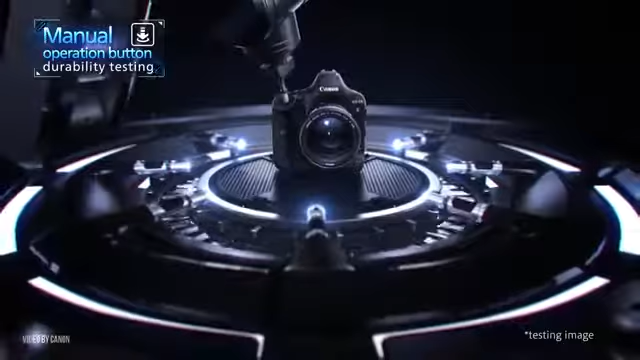 Manual
operation button
durability testing
Canon
VIDEO BY CANON
*testing image